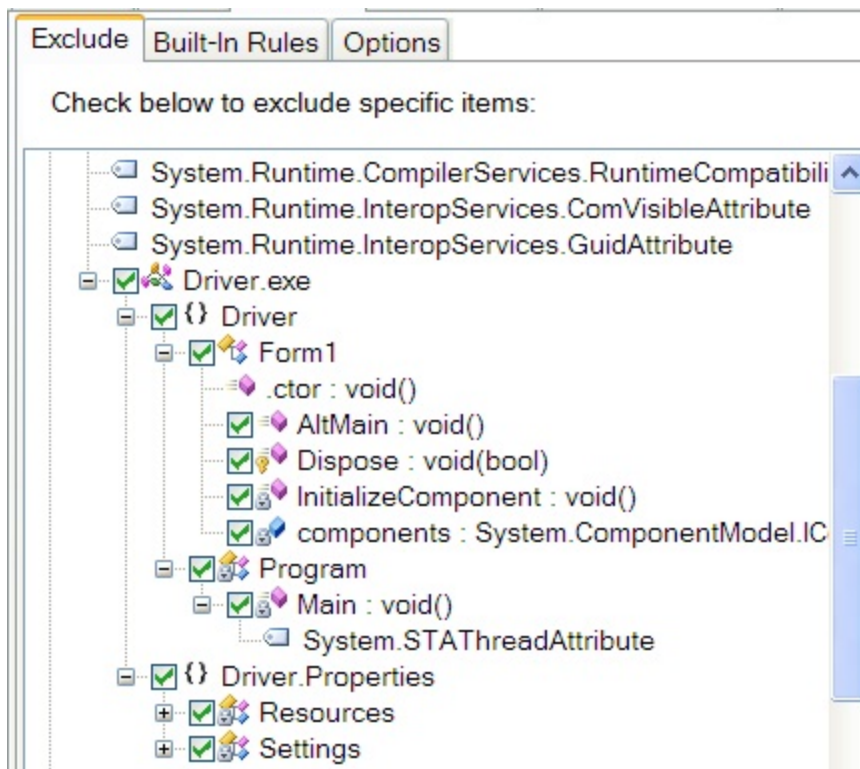 Exclude Built-In Rules Options
Check below to exclude specific items:
System.Runtime.CompilerServices.RuntimeCompatibili
System.Runtime.InteropServices.ComVisibleAttribute
System.Runtime.InteropServices.GuidAttribute
Driver.exe
{} Driver
Form1
.ctor : void()
AltMain : void()
Dispose : void(bool)
InitializeComponent : void()
components : System.ComponentModel.IC
Program
Main : void()
System.STAThreadAttribute
{} Driver.Properties
Resources
Settings